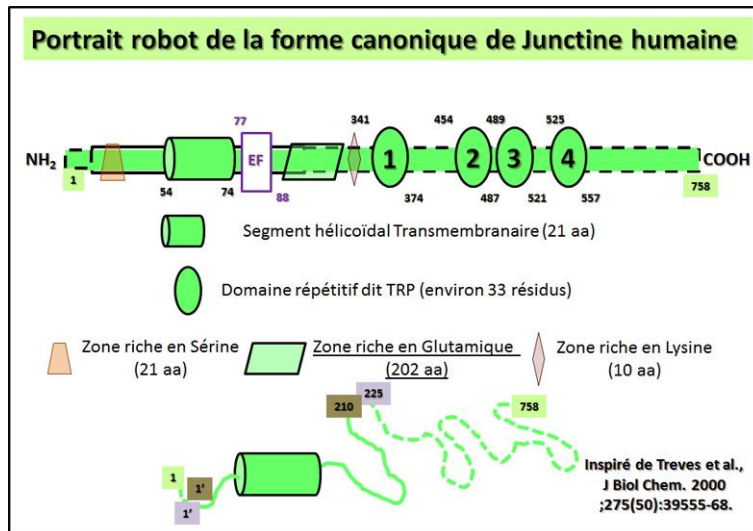 Portrait robot de la forme canonique de Junctine humaine
77 341 454 489 525
NH2 EF 1 2 3 4 COOH
1 758
54 74 88 374 487 521 557
Segment hélicoïdal Transmembranaire (21 aa)
Domaine répétitif dit TRP (environ 33 résidus)
Zone riche en Sérine
(21 aa)
Zone riche en Glutamique
(202 aa)
Zone riche en Lysine
(10 aa)
225
210 758
1 1'
1'
Inspiré de Treves et al.,
J Biol Chem. 2000
;275(50):39555-68.